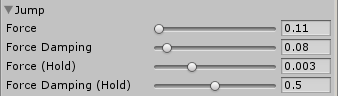 Jump
Force 0.11
Force Damping 0.08
Force (Hold) 0.003
Force Damping (Hold) 0.5